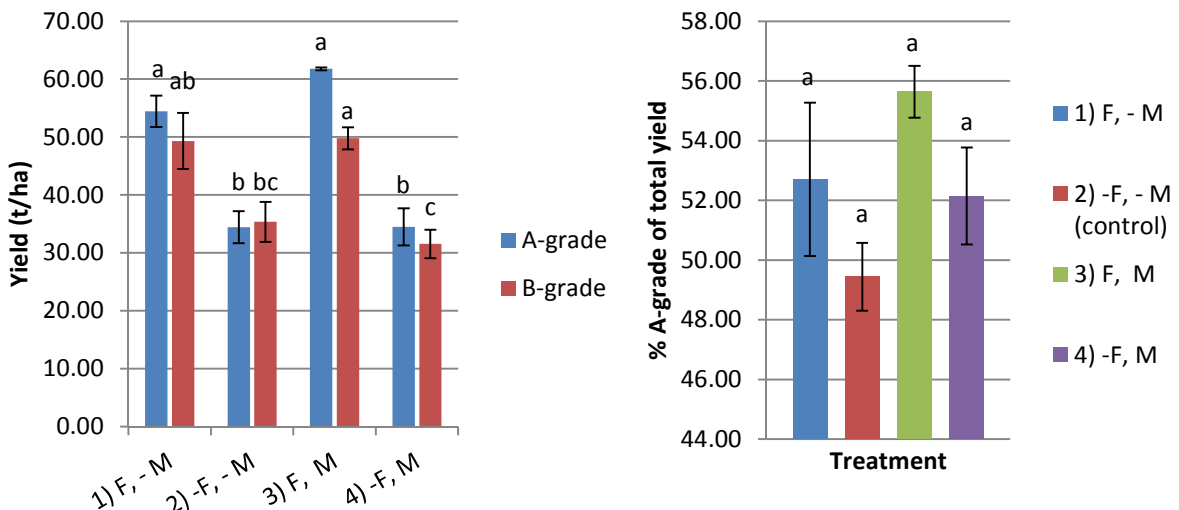 70.00
60.00
50.00
40.00
30.00
20.00
10.00
0.00
Yield (t/ha)
a
ab
b
bc
a
a
b
c
1) F, - M
2) -F, - M
3) F, M
4) -F, M
A-grade
B-grade
58.00
56.00
54.00
52.00
50.00
48.00
46.00
44.00
% A-grade of total yield
a
a
a
a
Treatment
1) F, - M
2) -F, - M
(control)
3) F, M
4) -F, M